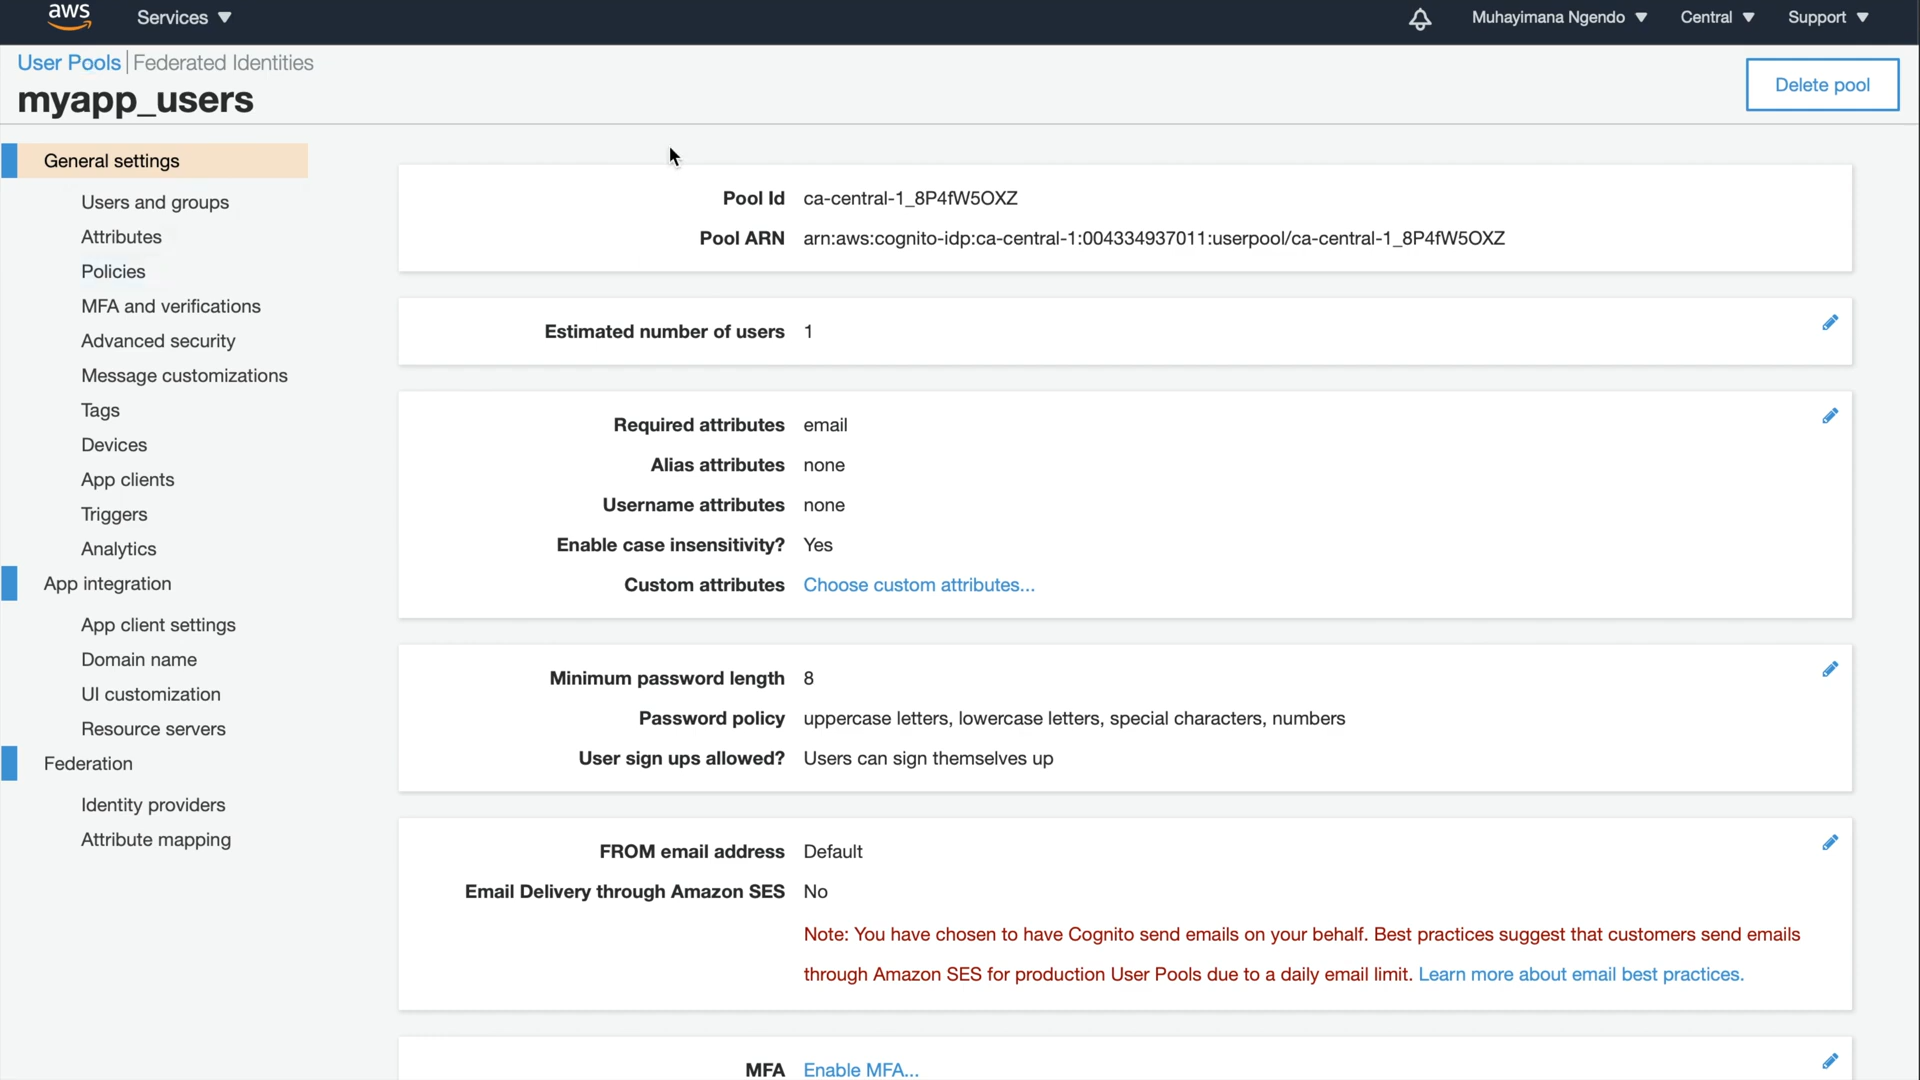 aws
Services ▼
Muhayimana Ngendo ▼
Central ▼
Support ▼
User Pools | Federated Identities
myapp_users
Delete pool
General settings
Users and groups
Attributes
Policies
MFA and verifications
Advanced security
Message customizations
Tags
Devices
App clients
Triggers
Analytics
App integration
App client settings
Domain name
UI customization
Resource servers
Federation
Identity providers
Attribute mapping
Pool Id ca-central-1_8P4fW5OXZ
Pool ARN arn:aws:cognito-idp:ca-central-1:004334937011:userpool/ca-central-1_8P4fW5OXZ
Estimated number of users 1
Required attributes email
Alias attributes none
Username attributes none
Enable case insensitivity? Yes
Custom attributes Choose custom attributes...
Minimum password length 8
Password policy uppercase letters, lowercase letters, special characters, numbers
User sign ups allowed? Users can sign themselves up
FROM email address Default
Email Delivery through Amazon SES No
Note: You have chosen to have Cognito send emails on your behalf. Best practices suggest that customers send emails
through Amazon SES for production User Pools due to a daily email limit. Learn more about email best practices.
MFA Enable MFA...